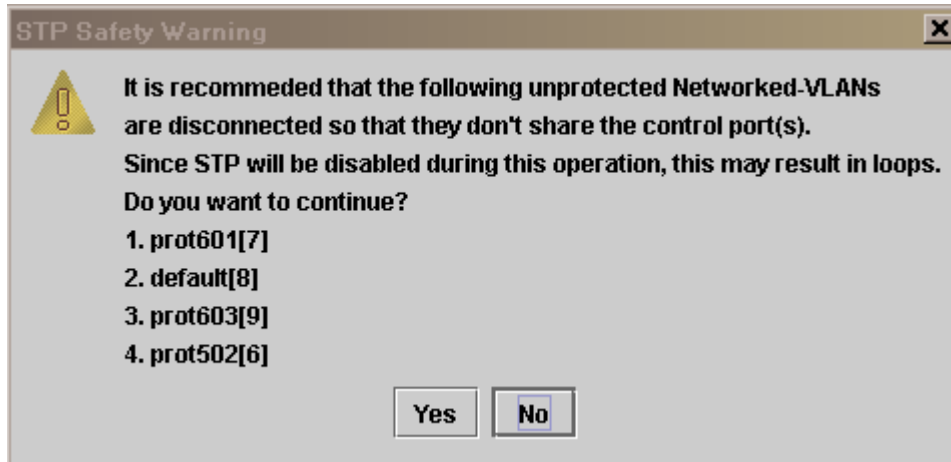 STP Safety Warning
It is recommeded that the following unprotected Networked-VLANs
are disconnected so that they don't share the control port(s).
Since STP will be disabled during this operation, this may result in loops.
Do you want to continue?
1. prot601[7]
2. default[8]
3. prot603[9]
4. prot502[6]
Yes No